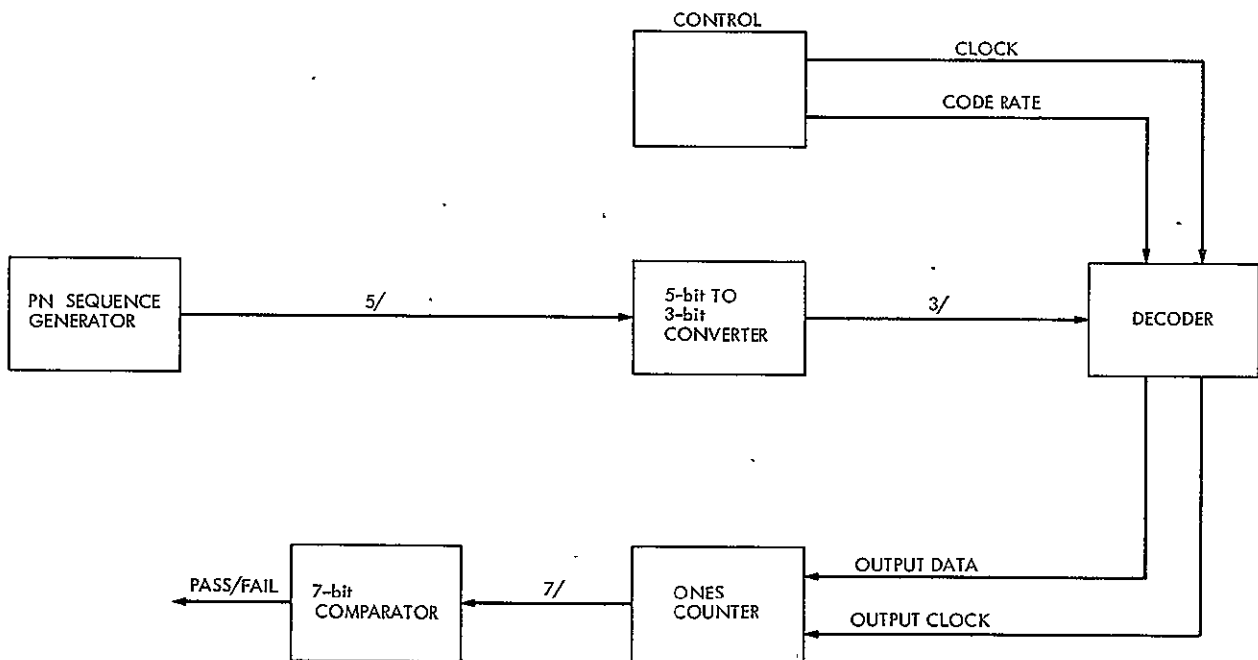 CONTROL
CLOCK
CODE RATE
PN SEQUENCE
GENERATOR
5/
5-bit TO
3-bit
CONVERTER
3/
DECODER
OUTPUT DATA
OUTPUT CLOCK
ONES
COUNTER
7/
7-bit
COMPARATOR
PASS/FAIL